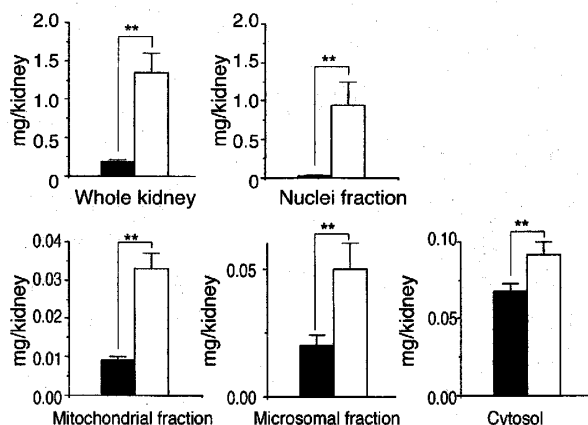 2.0
1.5
1.0
0.5
0
mg/kidney
**
Whole kidney
2.0
1.5
1.0
0.5
0
mg/kidney
**
Nuclei fraction
0.04
0.03
0.02
0.01
0.00
mg/kidney
**
Mitochondrial fraction
0.05
0.00
mg/kidney
**
Microsomal fraction
0.10
0.05
0.00
mg/kidney
**
Cytosol